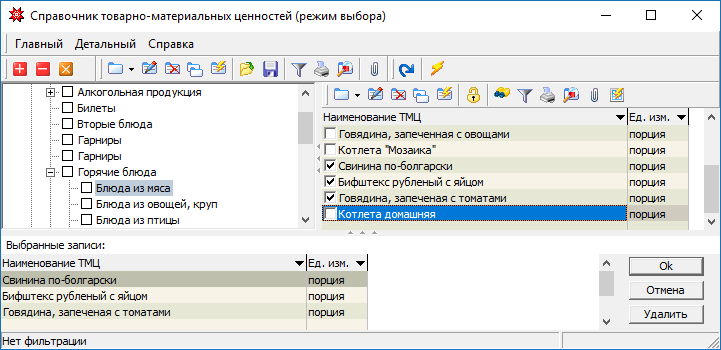 Справочник товарно-материальных ценностей (режим выбора)
Главный Детальный Справка
Алкогольная продукция
Билеты
Вторые блюда
Гарниры
Гарниры
Горячие блюда
Блюда из мяса
Блюда из овощей, круп
Блюда из птицы
Наименование ТМЦ Ед. изм.
Говядина, запеченная с овощами порция
Котлета "Мозаика" порция
Свинина по-болгарски порция
Бифштекс рубленый с яйцом порция
Говядина, запеченая с томатами порция
Котлета домашняя порция
Выбранные записи:
Наименование ТМЦ Ед. изм.
Свинина по-болгарски порция
Бифштекс рубленый с яйцом порция
Говядина, запеченая с томатами порция
Ok
Отмена
Удалить
Нет фильтрации